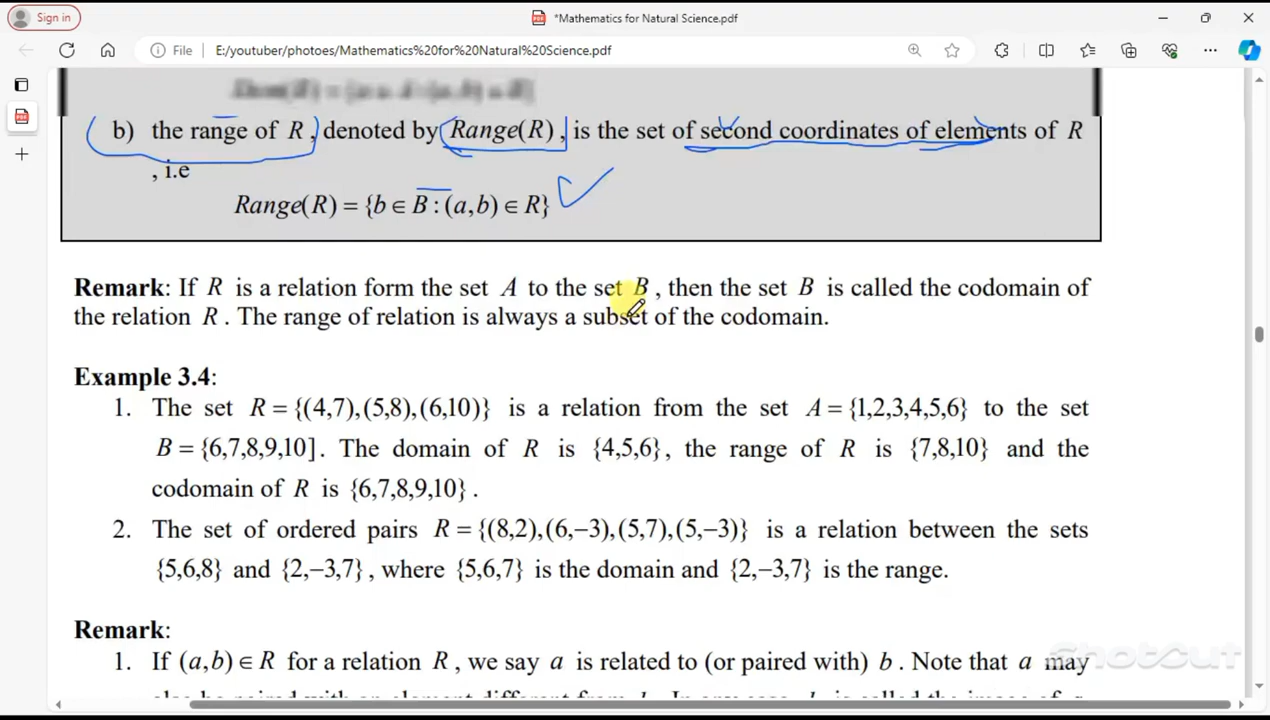 Sign in
*Mathematics for Natural Science.pdf
File
E:/youtuber/photoes/Mathematics%20for%20Natural%20Science.pdf
b) the range of R, denoted by Range(R), is the set of second coordinates of elements of R
, i.e
Range(R) = {b ∈ B : (a,b) ∈ R}
Remark: If R is a relation form the set A to the set B, then the set B is called the codomain of
the relation R. The range of relation is always a subset of the codomain.
Example 3.4:
1. The set R = {(4,7),(5,8),(6,10)} is a relation from the set A = {1,2,3,4,5,6} to the set
B = {6,7,8,9,10]. The domain of R is {4,5,6}, the range of R is {7,8,10} and the
codomain of R is {6,7,8,9,10}.
2. The set of ordered pairs R = {(8,2),(6,−3),(5,7),(5,−3)} is a relation between the sets
{5,6,8} and {2,−3,7}, where {5,6,7} is the domain and {2,−3,7} is the range.
Remark:
1. If (a,b) ∈ R for a relation R, we say a is related to (or paired with) b. Note that a may
Shotcut